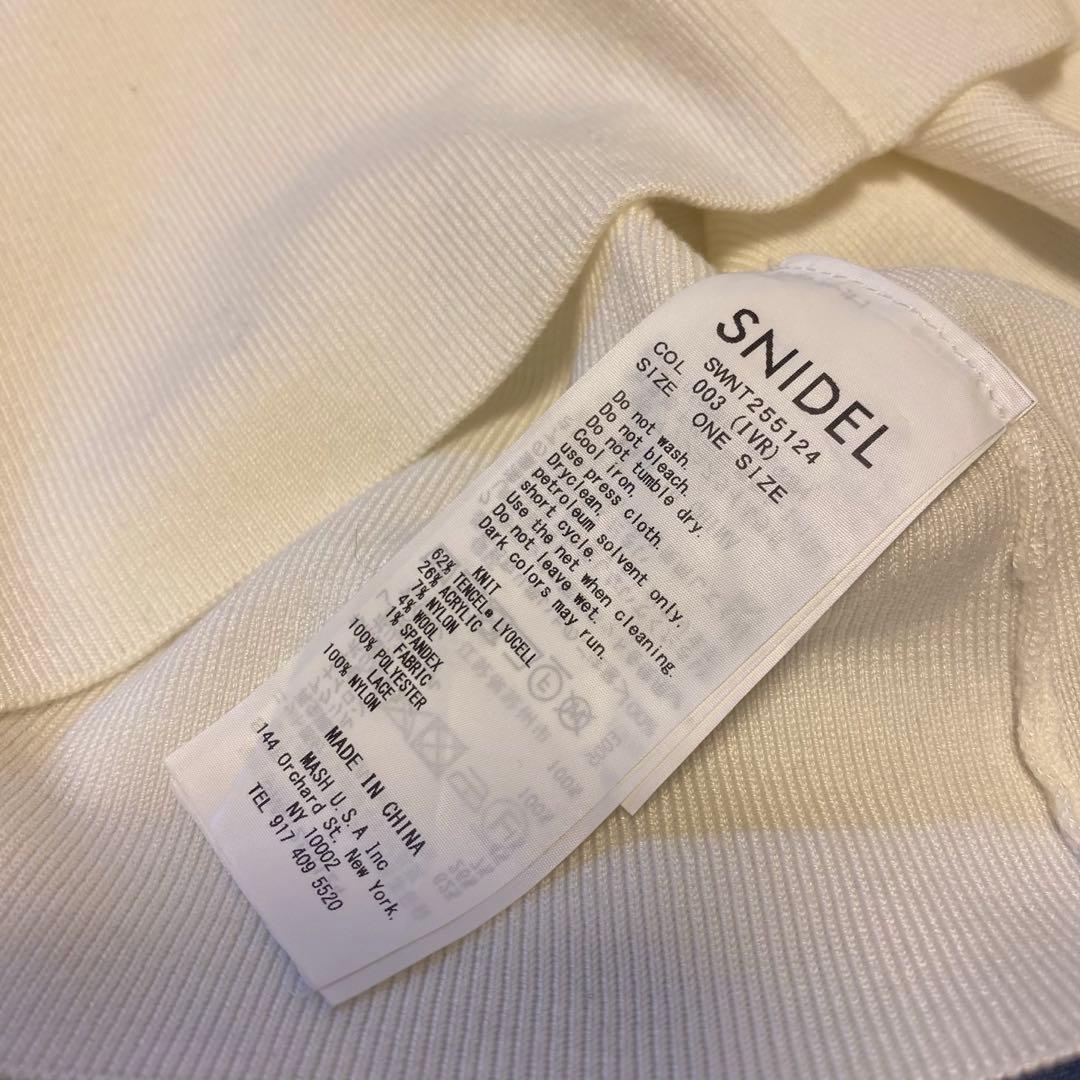 SNIDEL
SWNT255124
COL 003 (IVR)
SIZE ONE SIZE
Do not wash.
Do not bleach.
Do not tumble dry.
Cool iron.
use press cloth.
Dryclean.
petroleum solvent only.
short cycle.
Use the net when cleaning.
Do not leave wet.
Dark colors may run.
KNIT
62% TENCEL® LYOCELL
26% ACRYLIC
7% NYLON
4% WOOL
1% SPANDEX
FABRIC
100% POLYESTER
LACE
100% NYLON
MADE IN CHINA
MASH U.S.A Inc
144 Orchard St. New York,
NY 10002
TEL 917 409 5520